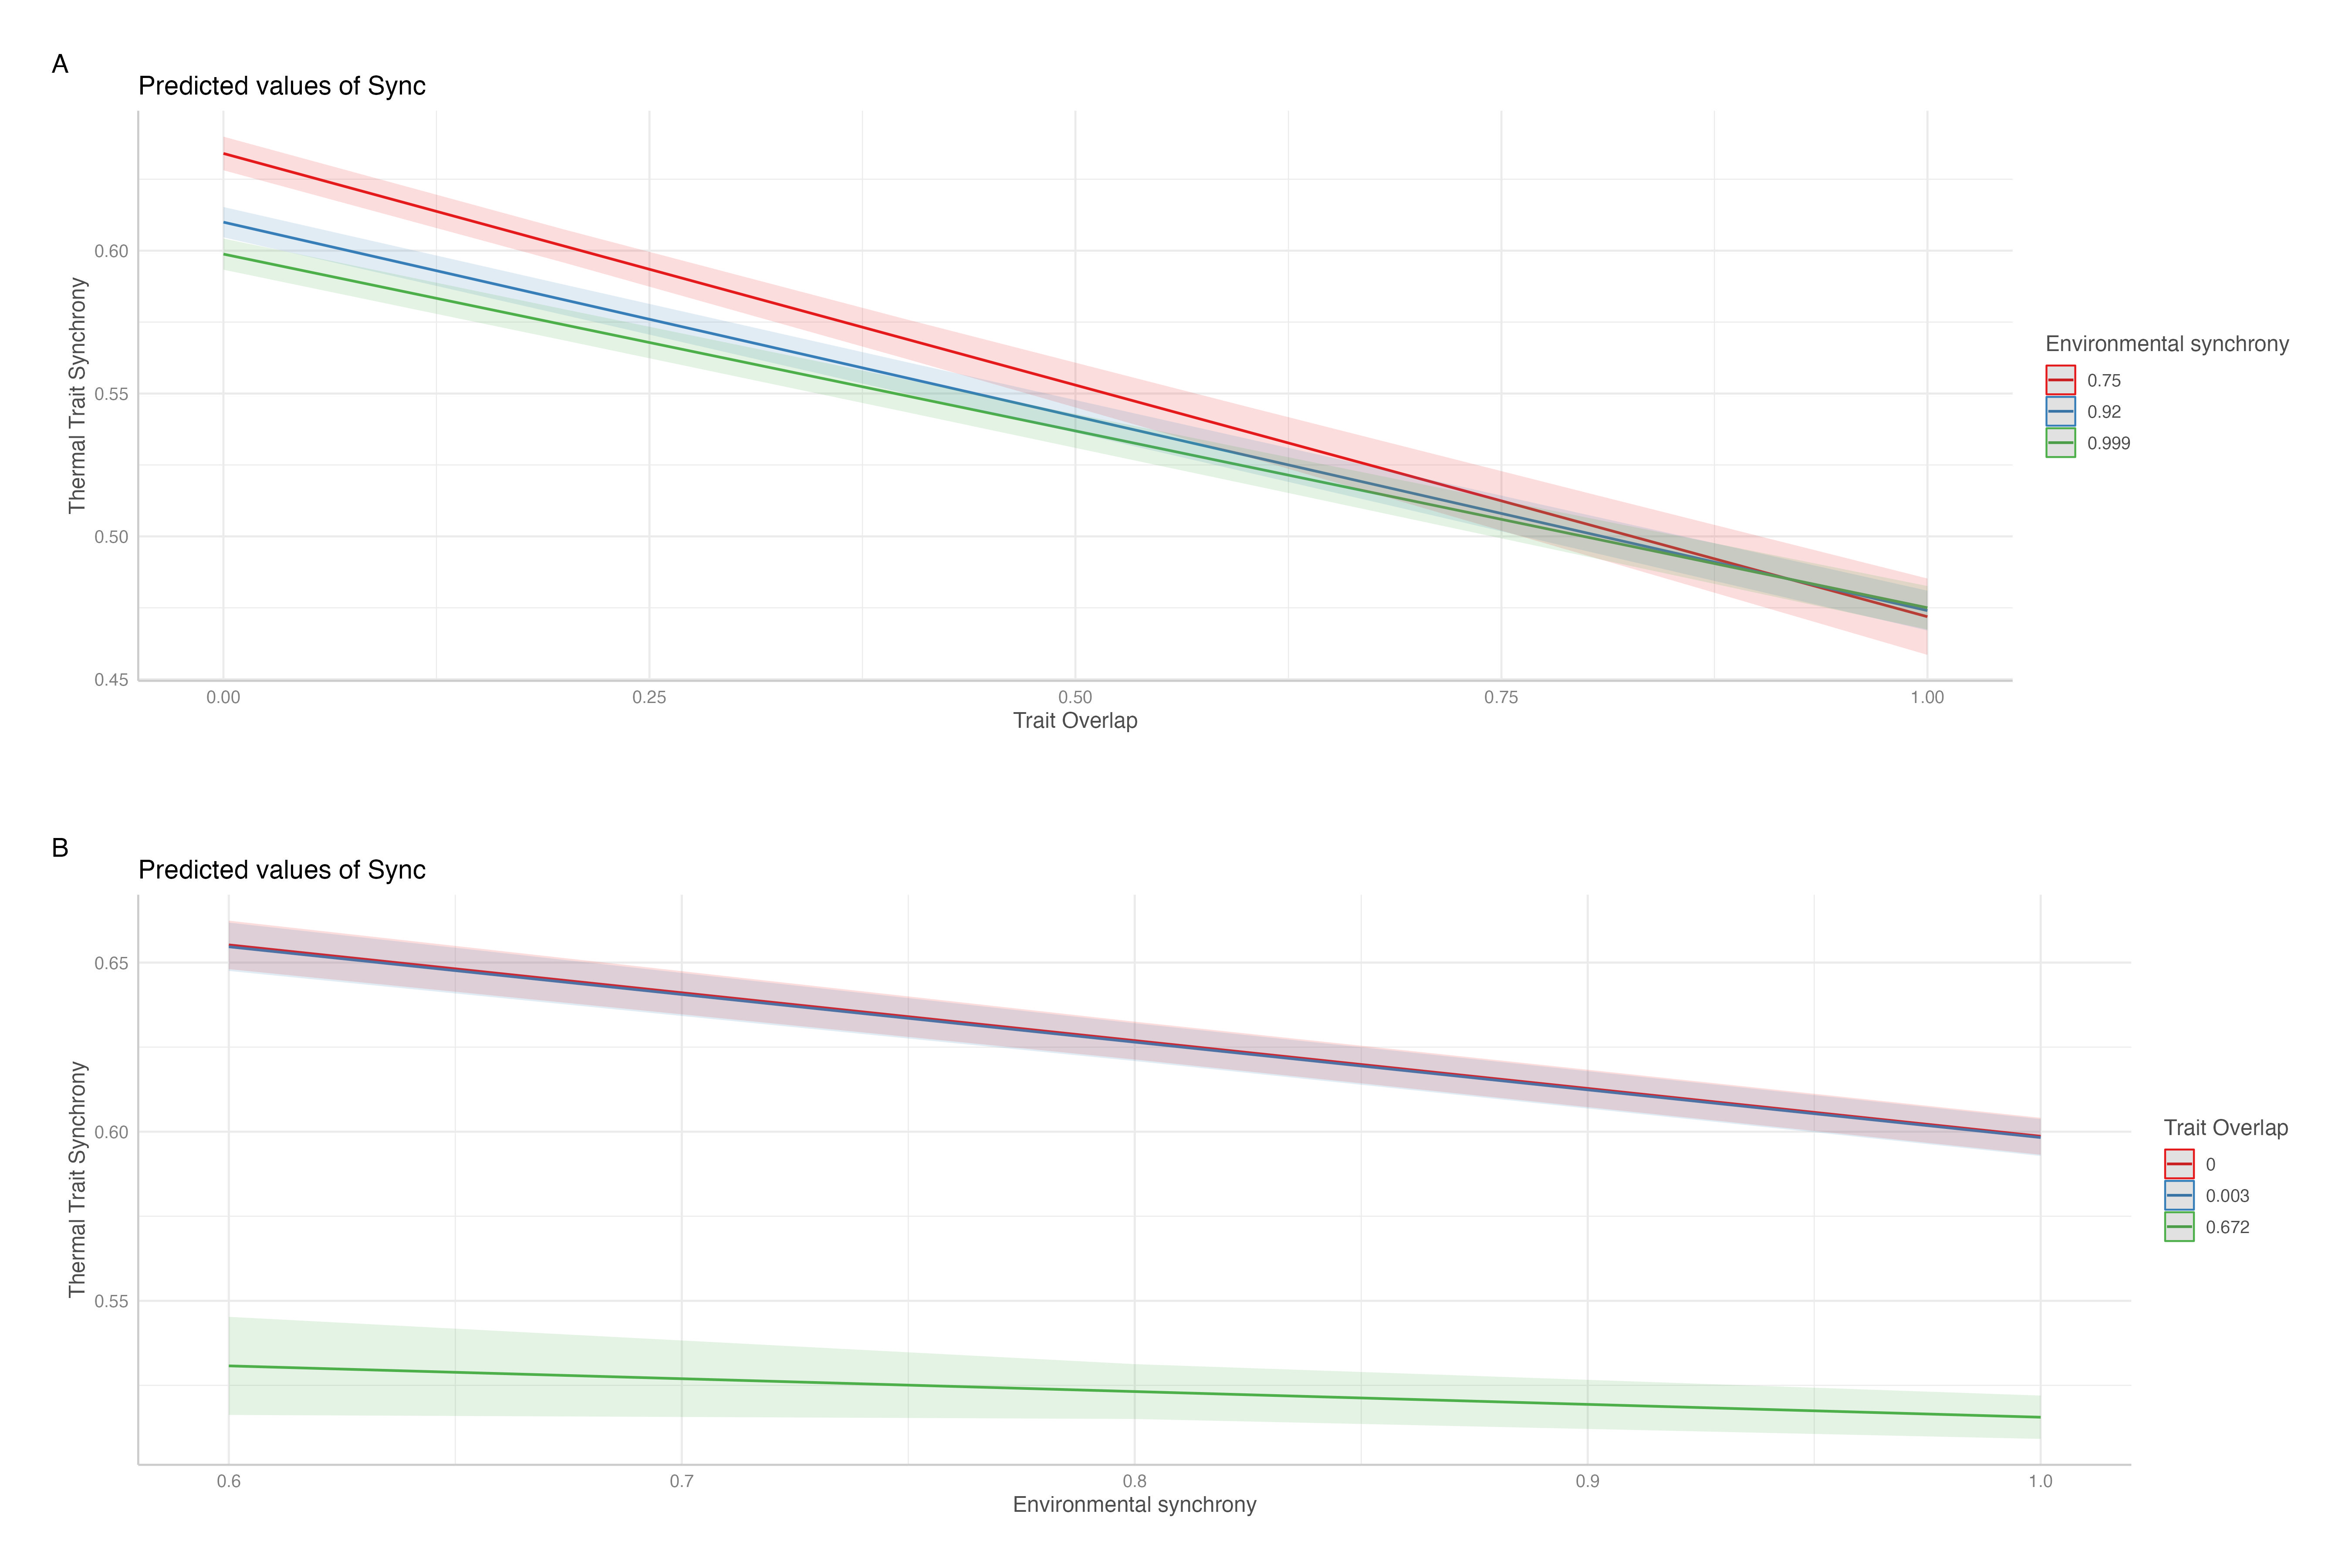 A
Predicted values of Sync
Thermal Trait Synchrony
0.60
0.55
0.50
0.45
0.00 0.25 0.50 0.75 1.00
Trait Overlap
Environmental synchrony
0.75
0.92
0.999
B
Predicted values of Sync
Thermal Trait Synchrony
0.65
0.60
0.55
0.6 0.7 0.8 0.9 1.0
Environmental synchrony
Trait Overlap
0
0.003
0.672